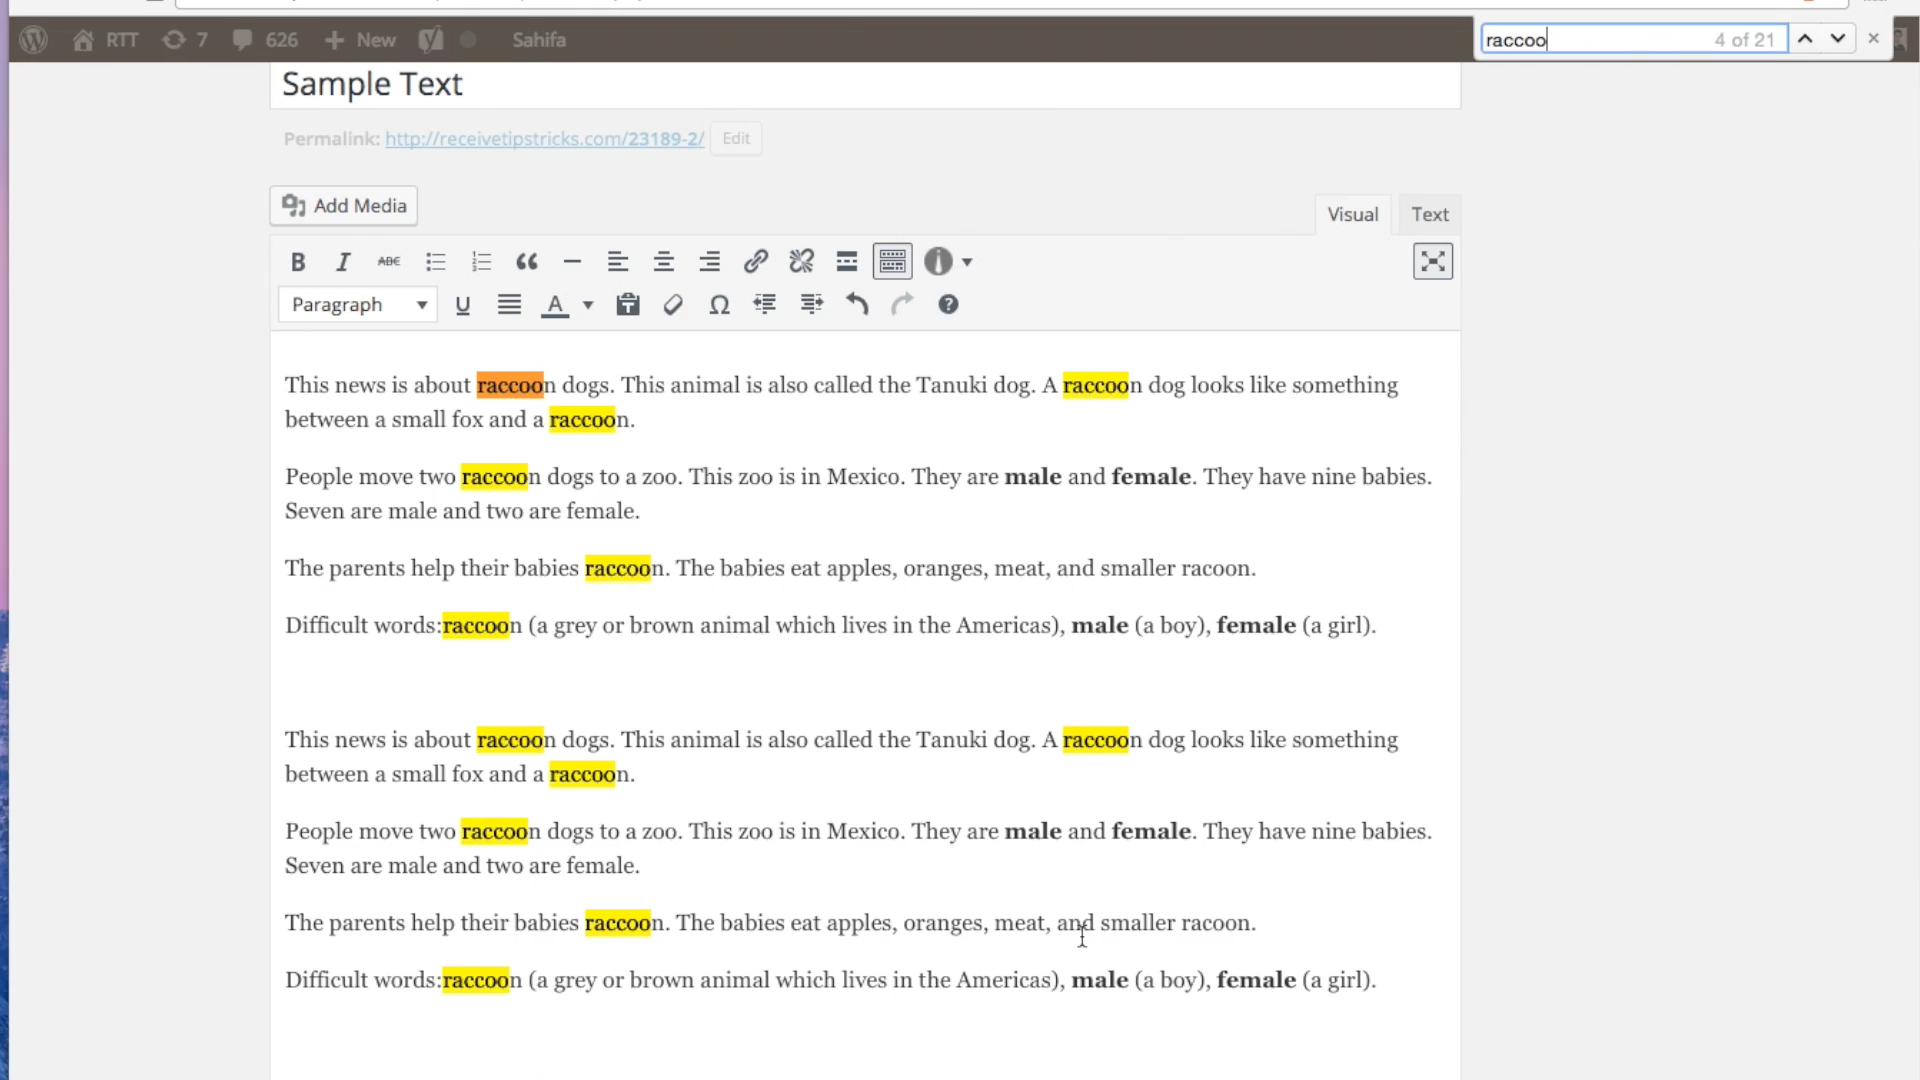 RTT 7 626 New Sahifa
raccoo 4 of 21
Sample Text
Permalink: http://receivetipstricks.com/23189-2/ Edit
Add Media
Visual Text
B I ABC
Paragraph U A Ω
This news is about raccoon dogs. This animal is also called the Tanuki dog. A raccoon dog looks like something
between a small fox and a raccoon.
People move two raccoon dogs to a zoo. This zoo is in Mexico. They are male and female. They have nine babies.
Seven are male and two are female.
The parents help their babies raccoon. The babies eat apples, oranges, meat, and smaller racoon.
Difficult words:raccoon (a grey or brown animal which lives in the Americas), male (a boy), female (a girl).
This news is about raccoon dogs. This animal is also called the Tanuki dog. A raccoon dog looks like something
between a small fox and a raccoon.
People move two raccoon dogs to a zoo. This zoo is in Mexico. They are male and female. They have nine babies.
Seven are male and two are female.
The parents help their babies raccoon. The babies eat apples, oranges, meat, and smaller racoon.
Difficult words:raccoon (a grey or brown animal which lives in the Americas), male (a boy), female (a girl).